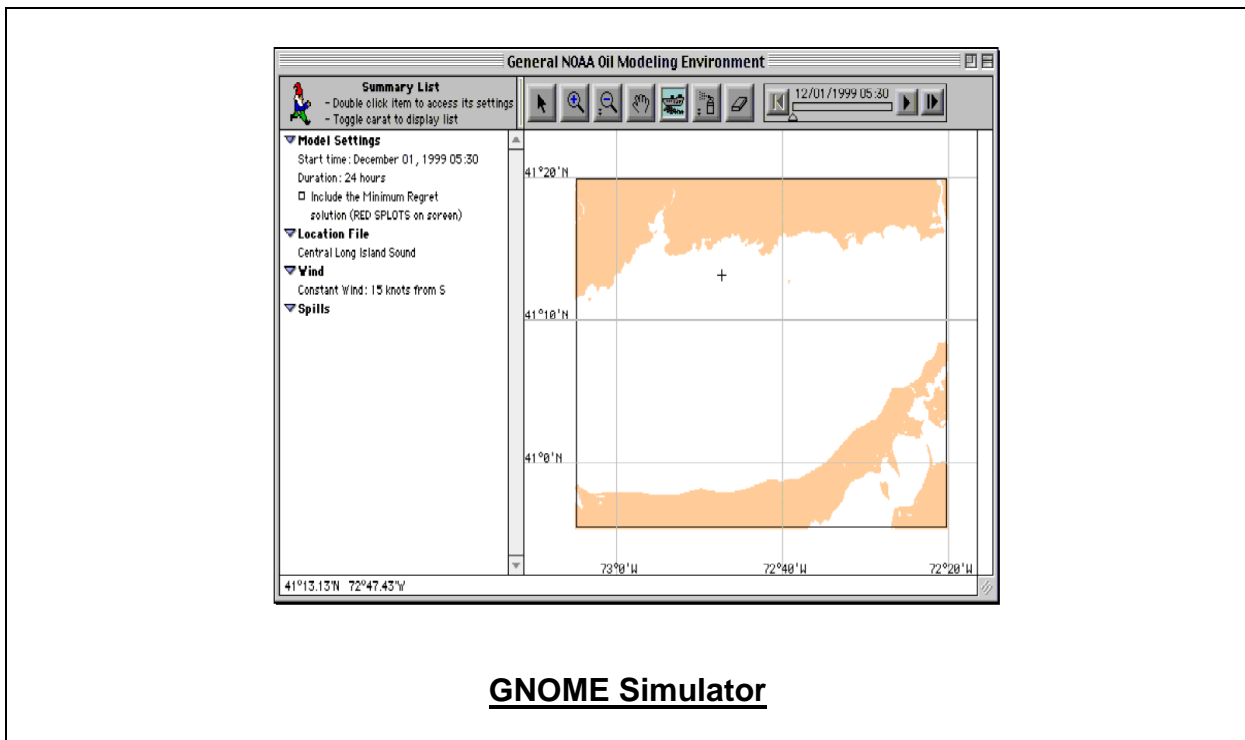 General NOAA Oil Modeling Environment
Summary List
- Double click item to access its settings
- Toggle carat to display list
12/01/1999 05:30
Model Settings
Start time: December 01, 1999 05:30
Duration: 24 hours
Include the Minimum Regret
solution (RED SPLOTS on screen)
Location File
Central Long Island Sound
Wind
Constant Wind: 15 knots from S
Spills
41°20'N
41°10'N
41°0'N
73°0'W
72°40'W
72°20'W
41°13.13'N 72°47.43'W
GNOME Simulator